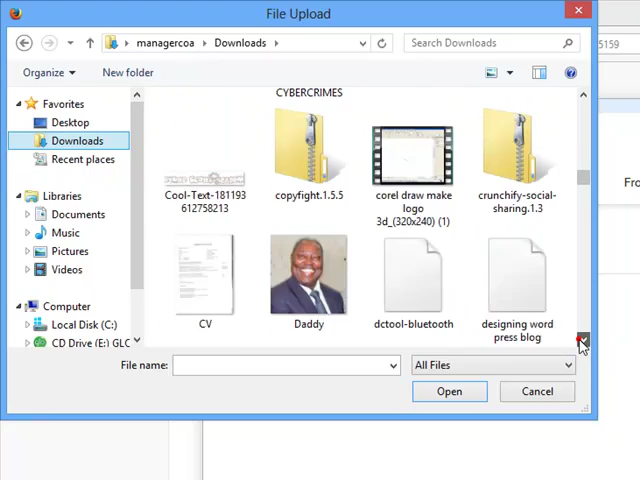 File Upload
managercoa
Downloads
Search Downloads
5159
Organize
New folder
Favorites
Desktop
Downloads
Recent places
Libraries
Documents
Music
Pictures
Videos
Computer
Local Disk (C:)
CD Drive (E:) GLC
CYBERCRIMES
Cool-Text-181193
612758213
copyfight.1.5.5
corel draw make
logo
3d_(320x240) (1)
crunchify-social-
sharing.1.3
CV
Daddy
dctool-bluetooth
designing word
press blog
Fro
File name:
All Files
Open
Cancel